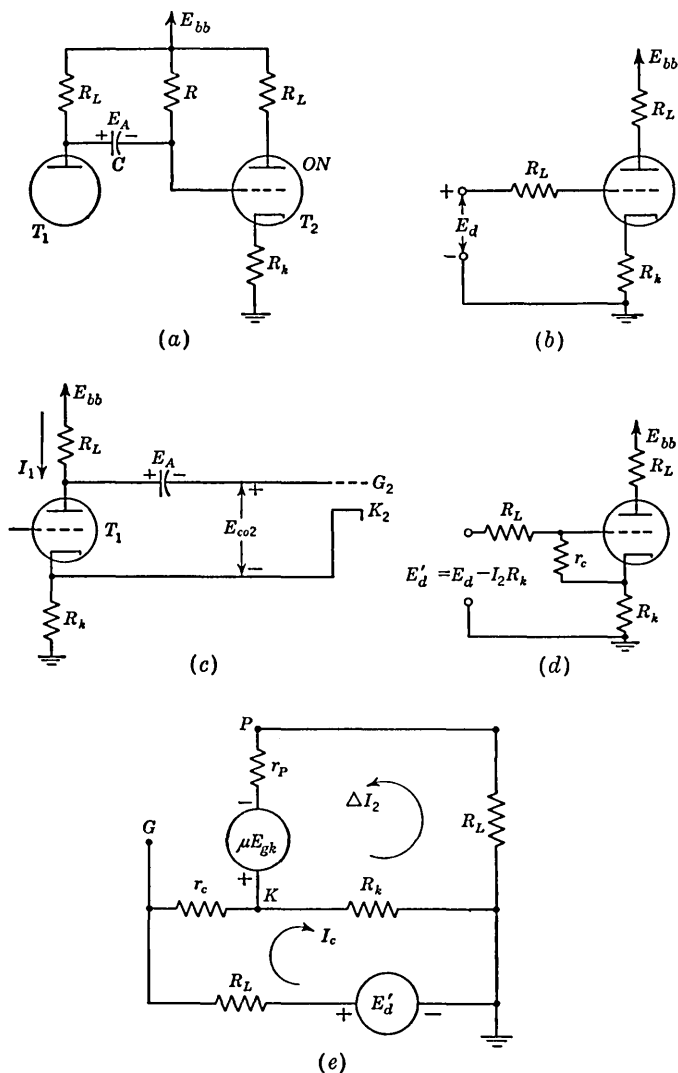 E_bb
R_L
R
R_L
E_A
+ -
C
ON
T_1
T_2
R_k
(a)
E_bb
R_L
R_L
+
E_d
-
R_k
(b)
E_bb
R_L
I_1
E_A
+ -
+
G_2
K_2
T_1
E_co2
-
R_k
(c)
E_bb
R_L
R_L
r_c
E'_d = E_d - I_2R_k
R_k
(d)
P
r_P
ΔI_2
-
R_L
G
μE_gk
+
K
r_c
R_k
I_c
R_L
+ E'_d -
(e)